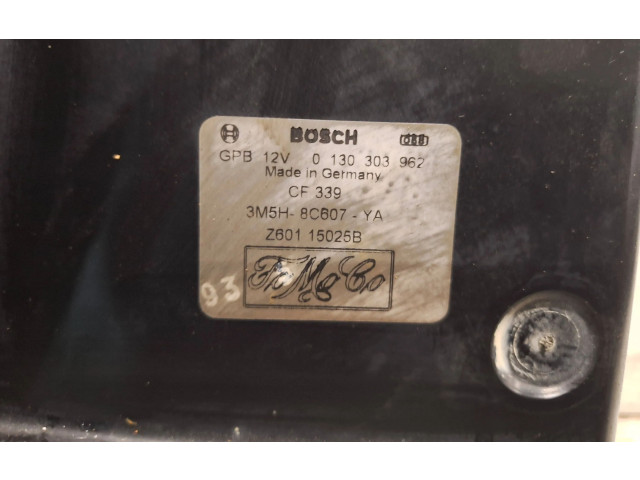 BOSCH
GPB 12V 0 130 303 962
Made in Germany
CF 339
3M5H- 8C607 - YA
Z601 15025B
FoMoCo
93